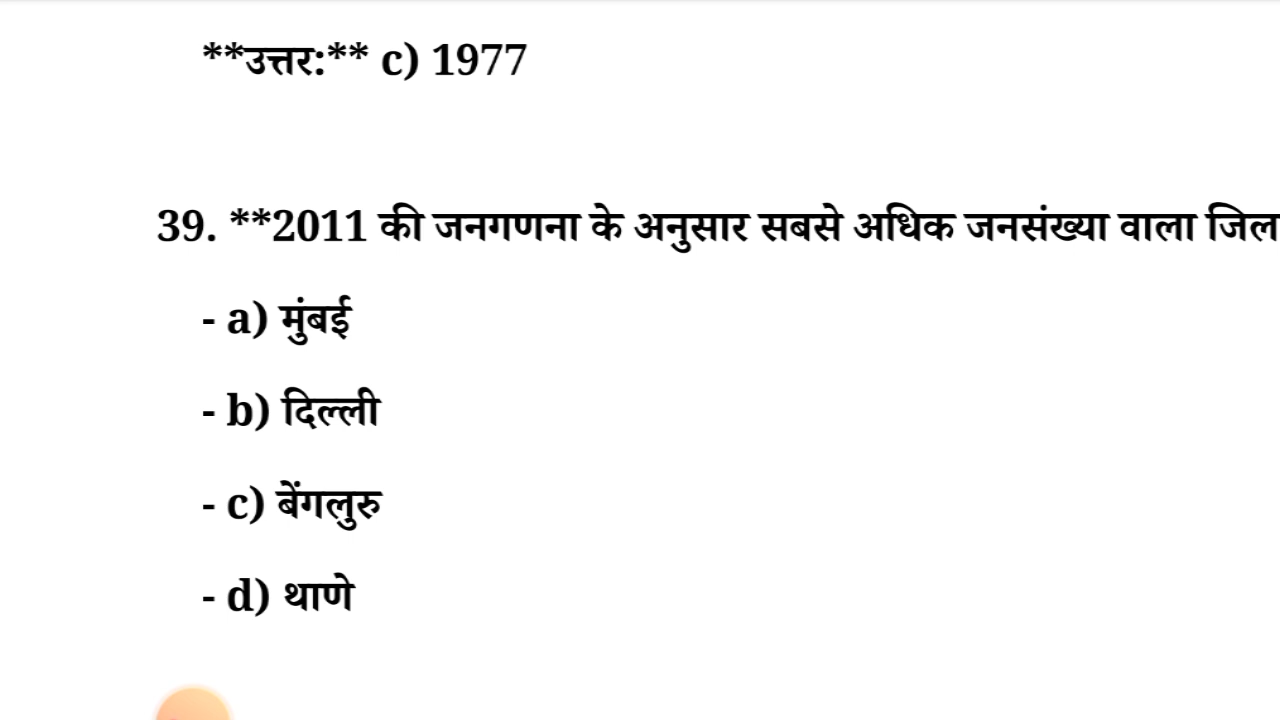 **उत्तर:** c) 1977
39. **2011 की जनगणना के अनुसार सबसे अधिक जनसंख्या वाला जिल
- a) मुंबई
- b) दिल्ली
- c) बेंगलुरु
- d) थाणे